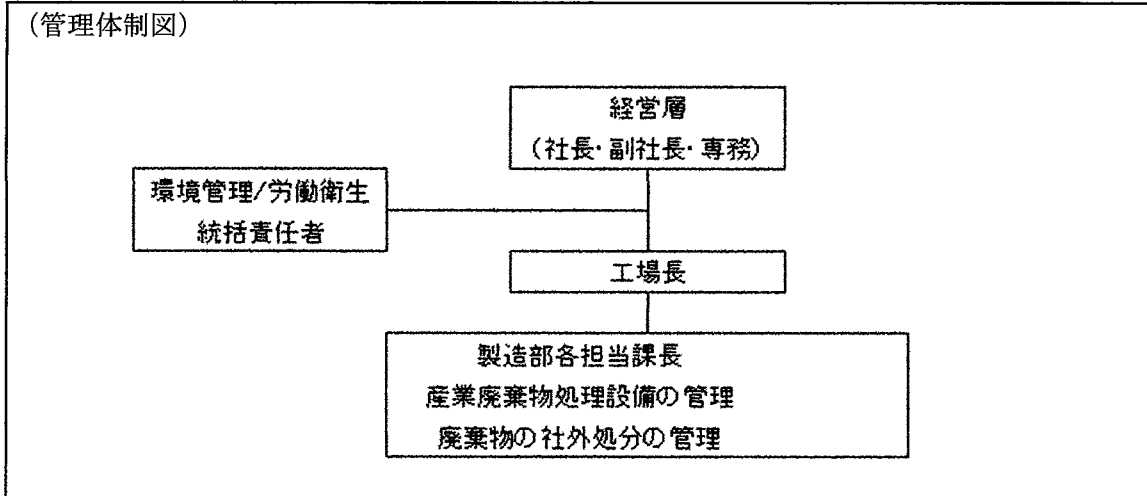 （管理体制図）
経営層
（社長・副社長・専務）
環境管理/労働衛生
統括責任者
工場長
製造部各担当課長
産業廃棄物処理設備の管理
廃棄物の社外処分の管理